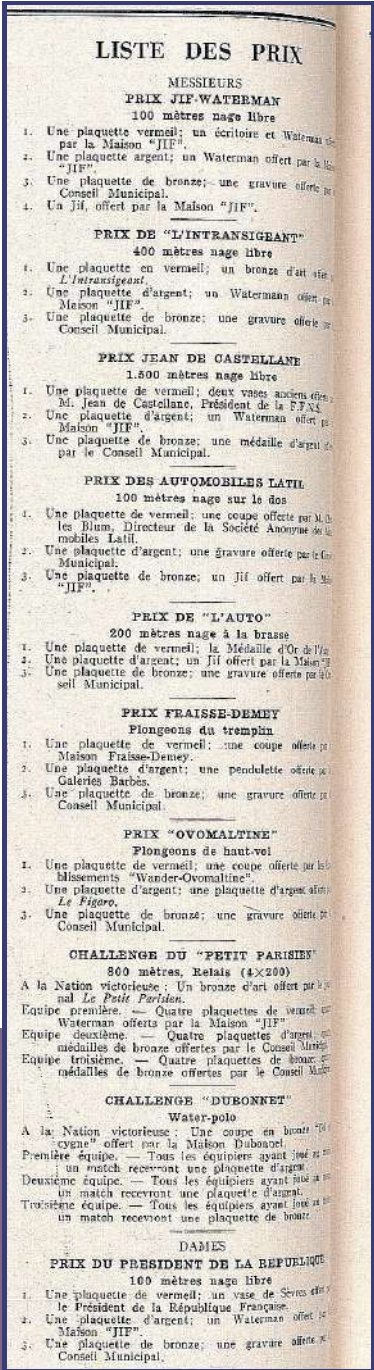 LISTE DES PRIX
MESSIEURS
PRIX JIF-WATERMAN
100 mètres nage libre
1. Une plaquette vermeil; un écritoire et Waterman
par la Maison "JIF".
2. Une plaquette argent; un Waterman offert par la
"JIF".
3. Une plaquette de bronze; une gravure offerte
Conseil Municipal.
4. Un Jif, offert par la Maison "JIF".
PRIX DE "L'INTRANSIGEANT"
400 mètres nage libre
1. Une plaquette en vermeil; un bronze d'art
L'Intransigeant.
2. Une plaquette d'argent; un Watermann offert
Maison "JIF".
3. Une plaquette de bronze; une gravure offerte
Conseil Municipal.
PRIX JEAN DE CASTELLANE
1.500 mètres nage libre
1. Une plaquette de vermeil; deux vases anciens
M. Jean de Castellane, Président de la F.F.N.S.
2. Une plaquette d'argent; un Waterman offert
Maison "JIF".
3. Une plaquette de bronze; une médaille d'argent
par le Conseil Municipal.
PRIX DES AUTOMOBILES LATIL
100 mètres nage sur le dos
1. Une plaquette de vermeil; une coupe offerte par M.
les Blum, Directeur de la Société Anonyme
mobiles Latil.
2. Une plaquette d'argent; une gravure offerte par le
Municipal.
3. Une plaquette de bronze; un Jif offert par la
"JIF".
PRIX DE "L'AUTO"
200 mètres nage à la brasse
1. Une plaquette de vermeil; la Médaille d'Or de
2. Une plaquette d'argent; un Jif offert par la Maison
3. Une plaquette de bronze; une gravure offerte par le
seil Municipal.
PRIX FRAISSE-DEMEY
Plongeons du tremplin
1. Une plaquette de vermeil; une coupe offerte
Maison Fraisse-Demey.
2. Une plaquette d'argent; une pendulette offerte
Galeries Barbès.
3. Une plaquette de bronze; une gravure offerte
Conseil Municipal.
PRIX "OVOMALTINE"
Plongeons de haut-vol
1. Une plaquette de vermeil; une coupe offerte par
blissements "Wander-Ovomaltine".
2. Une plaquette d'argent; une plaquette d'argent
Le Figaro.
3. Une plaquette de bronze; une gravure offerte
Conseil Municipal.
CHALLENGE DU "PETIT PARISIEN"
800 mètres, Relais (4×200)
A la Nation victorieuse : Un bronze d'art offert par le
nal Le Petit Parisien.
Equipe première. — Quatre plaquettes de vermeil
Waterman offerts par la Maison "JIF"
Equipe deuxième. — Quatre plaquettes d'argent;
médailles de bronze offertes par le Conseil
Equipe troisième. — Quatre plaquettes de bronze;
médailles de bronze offertes par le Conseil
CHALLENGE "DUBONNET"
Water-polo
A la Nation victorieuse : Une coupe en bronze
cygne" offert par la Maison Dubonnet.
Première équipe. — Tous les équipiers ayant joué
un match recevront une plaquette d'argent
Deuxième équipe. — Tous les équipiers ayant joué
un match recevront une plaquette d'argent.
Troisième équipe. — Tous les équipiers ayant joué
un match recevront une plaquette de bronze
DAMES
PRIX DU PRESIDENT DE LA REPUBLIQUE
100 mètres nage libre
1. Une plaquette de vermeil; un vase de Sèvres
le Président de la République Française.
2. Une plaquette d'argent; un Waterman offert
Maison "JIF".
3. Une plaquette de bronze; une gravure offerte
Conseil Municipal.